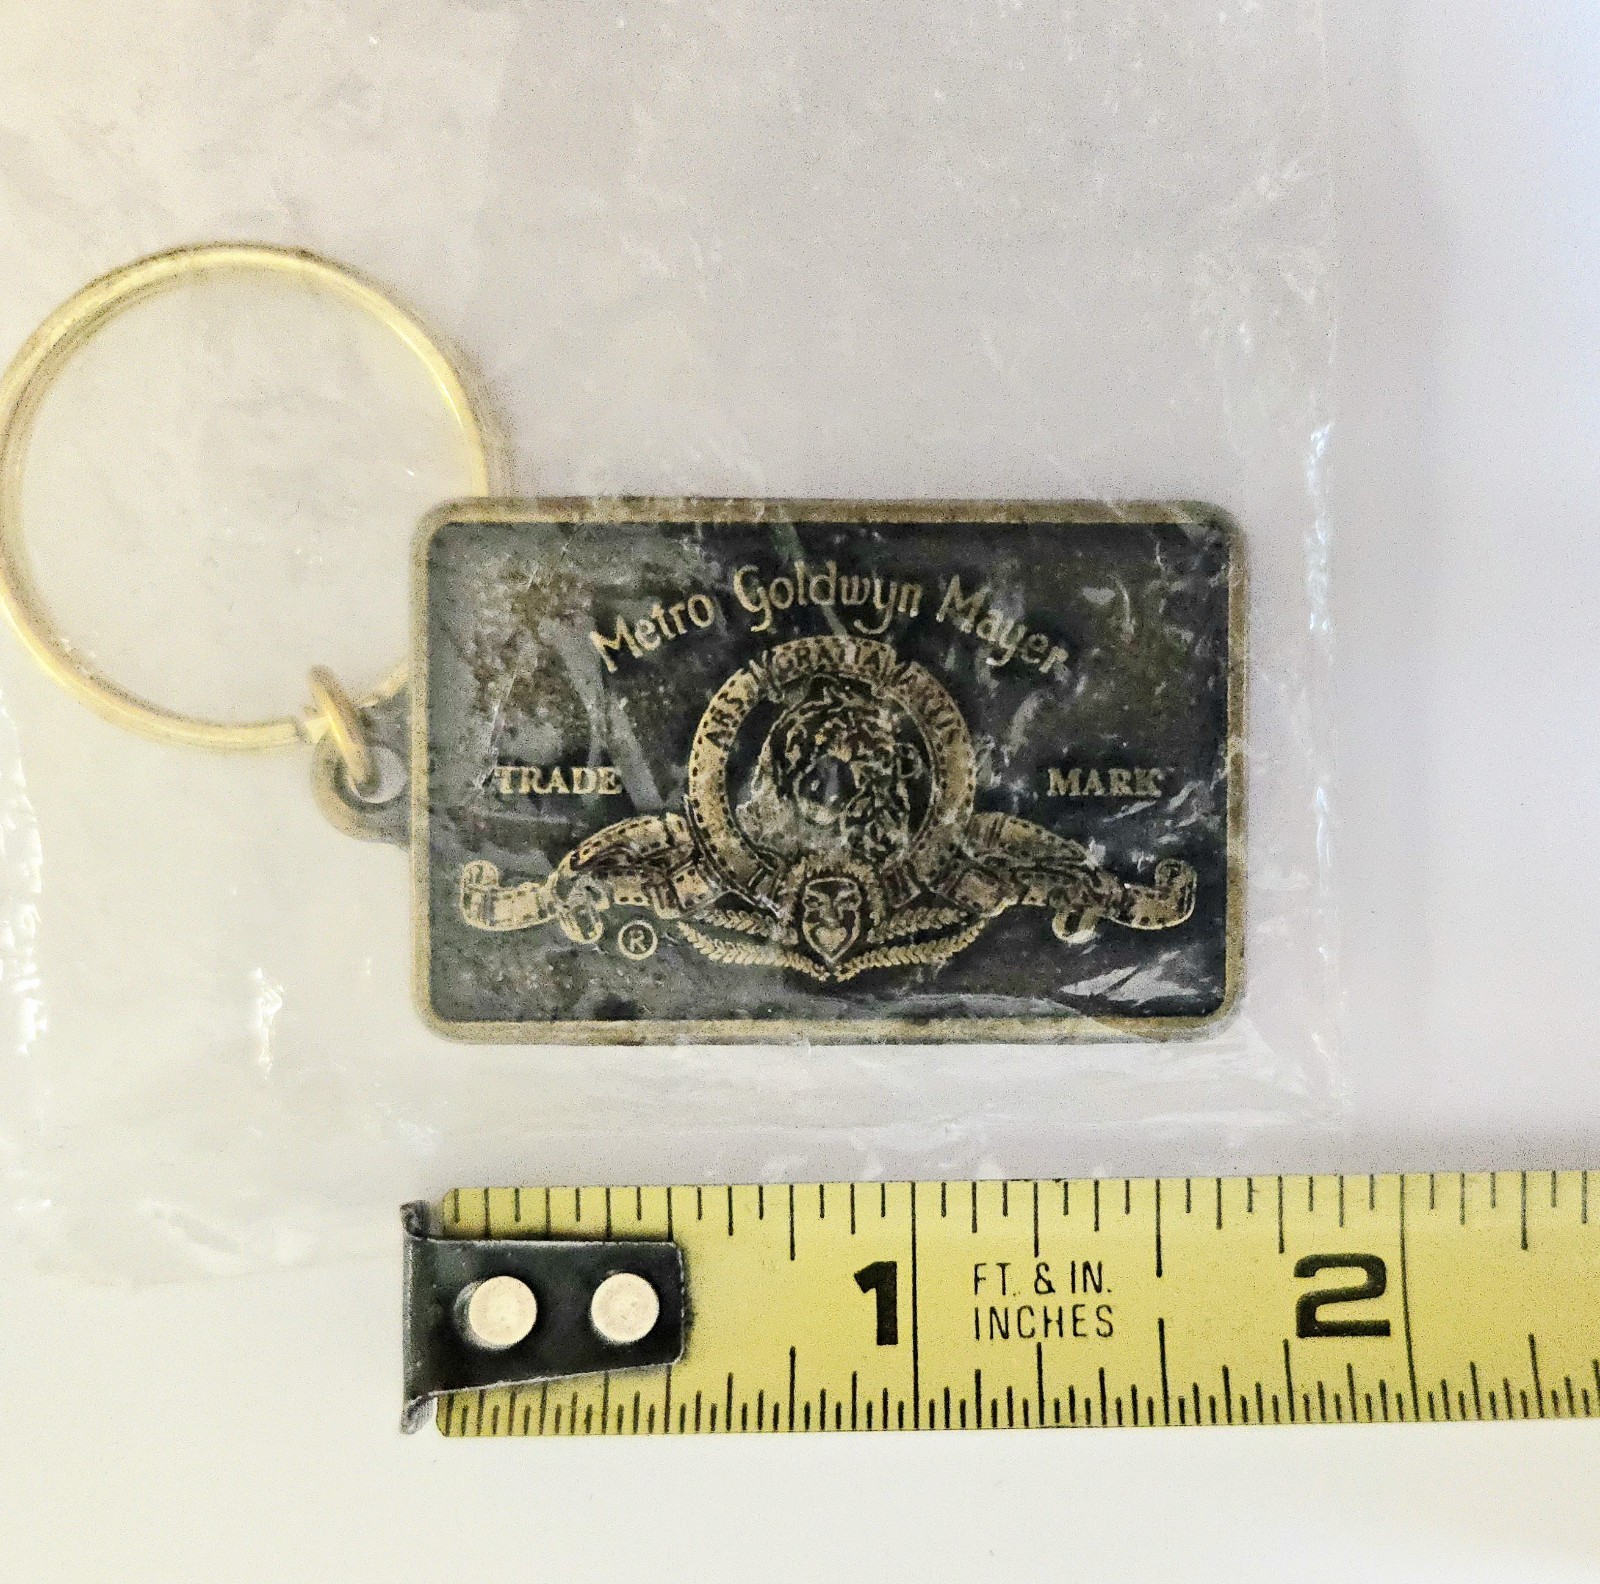 Metro Goldwyn Mayer
ARS GRATIA ARTIS
TRADE MARK
®
1 FT. & IN. 2
INCHES